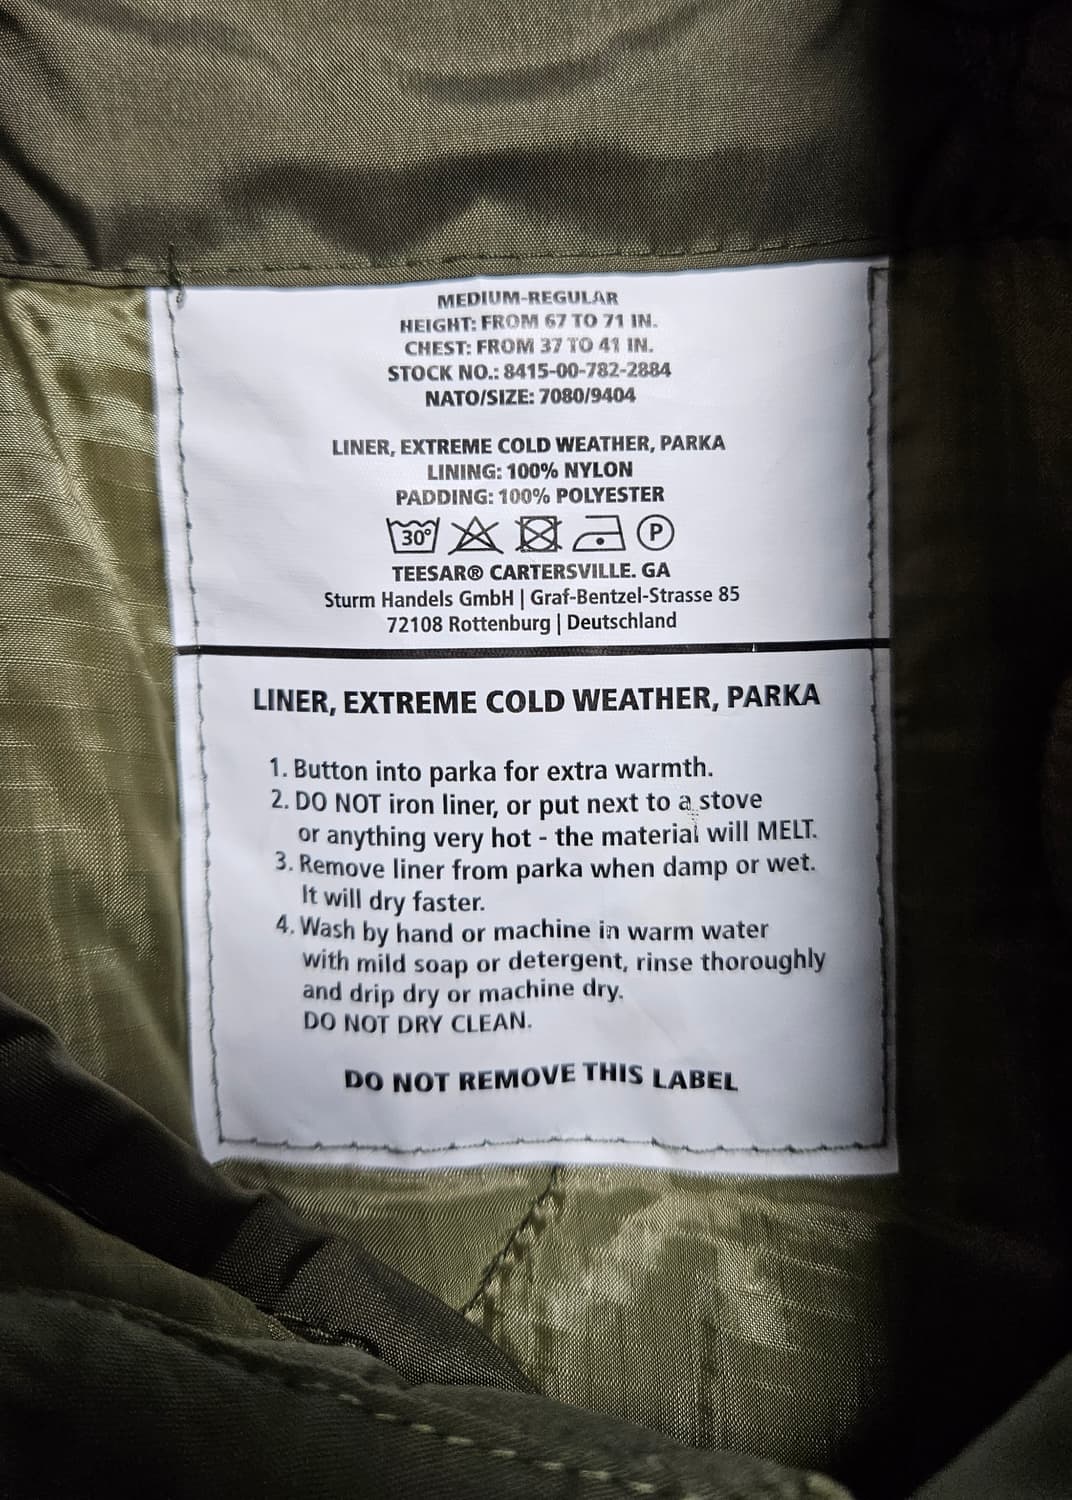 MEDIUM-REGULAR
HEIGHT: FROM 67 TO 71 IN.
CHEST: FROM 37 TO 41 IN.
STOCK NO.: 8415-00-782-2884
NATO/SIZE: 7080/9404
LINER, EXTREME COLD WEATHER, PARKA
LINING: 100% NYLON
PADDING: 100% POLYESTER
30° P
TEESAR® CARTERSVILLE. GA
Sturm Handels GmbH | Graf-Bentzel-Strasse 85
72108 Rottenburg | Deutschland
LINER, EXTREME COLD WEATHER, PARKA
1. Button into parka for extra warmth.
2. DO NOT iron liner, or put next to a stove
or anything very hot - the material will MELT.
3. Remove liner from parka when damp or wet.
It will dry faster.
4. Wash by hand or machine in warm water
with mild soap or detergent, rinse thoroughly
and drip dry or machine dry.
DO NOT DRY CLEAN.
DO NOT REMOVE THIS LABEL